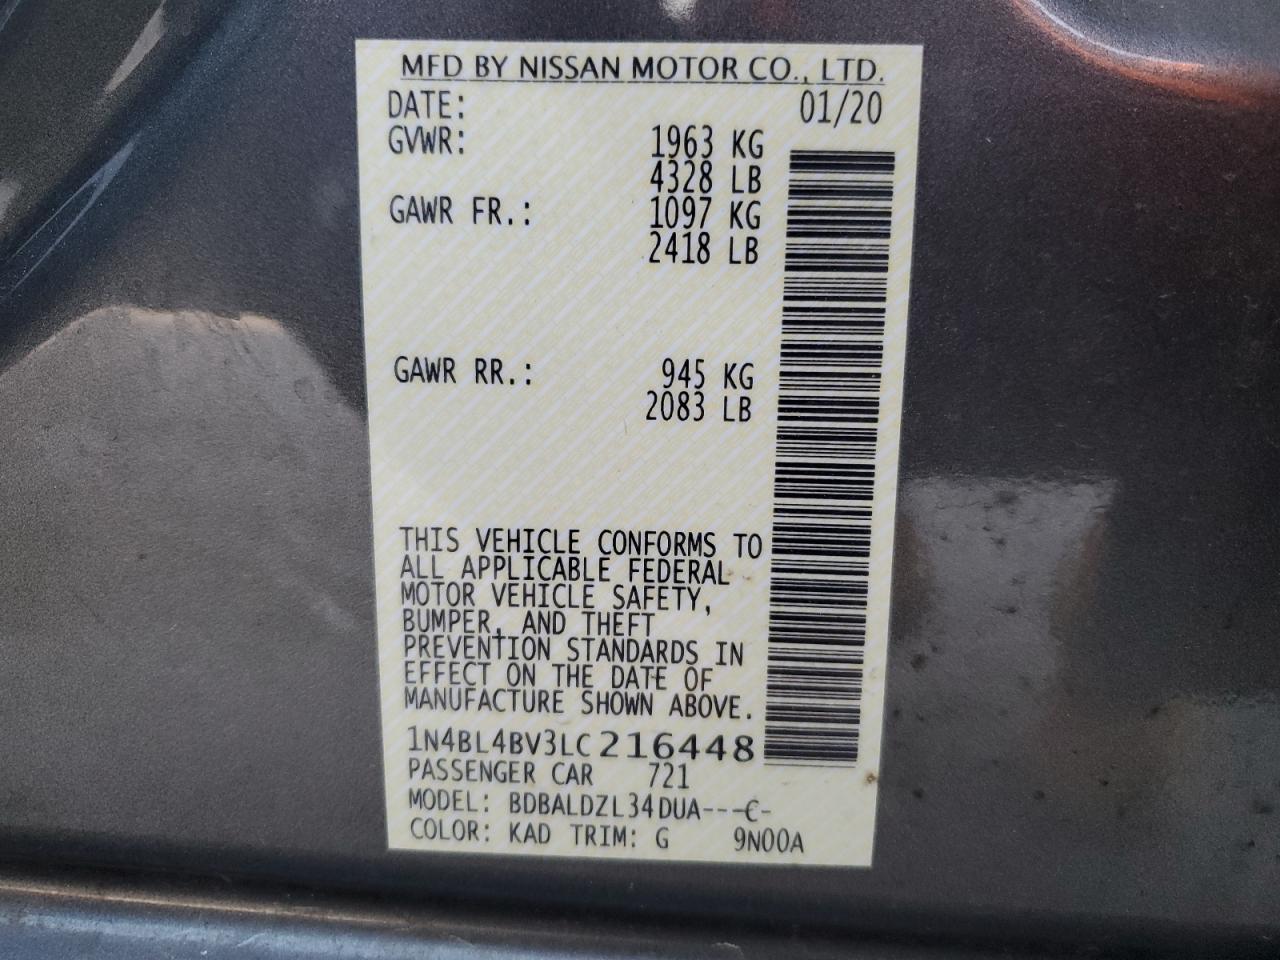 MFD BY NISSAN MOTOR CO., LTD.
DATE: 01/20
GVWR: 1963 KG
4328 LB
GAWR FR.: 1097 KG
2418 LB
GAWR RR.: 945 KG
2083 LB
THIS VEHICLE CONFORMS TO
ALL APPLICABLE FEDERAL
MOTOR VEHICLE SAFETY,
BUMPER, AND THEFT
PREVENTION STANDARDS IN
EFFECT ON THE DATE OF
MANUFACTURE SHOWN ABOVE.
1N4BL4BV3LC216448
PASSENGER CAR 721
MODEL: BDBALDZL34DUA---C-
COLOR: KAD TRIM: G 9N00A